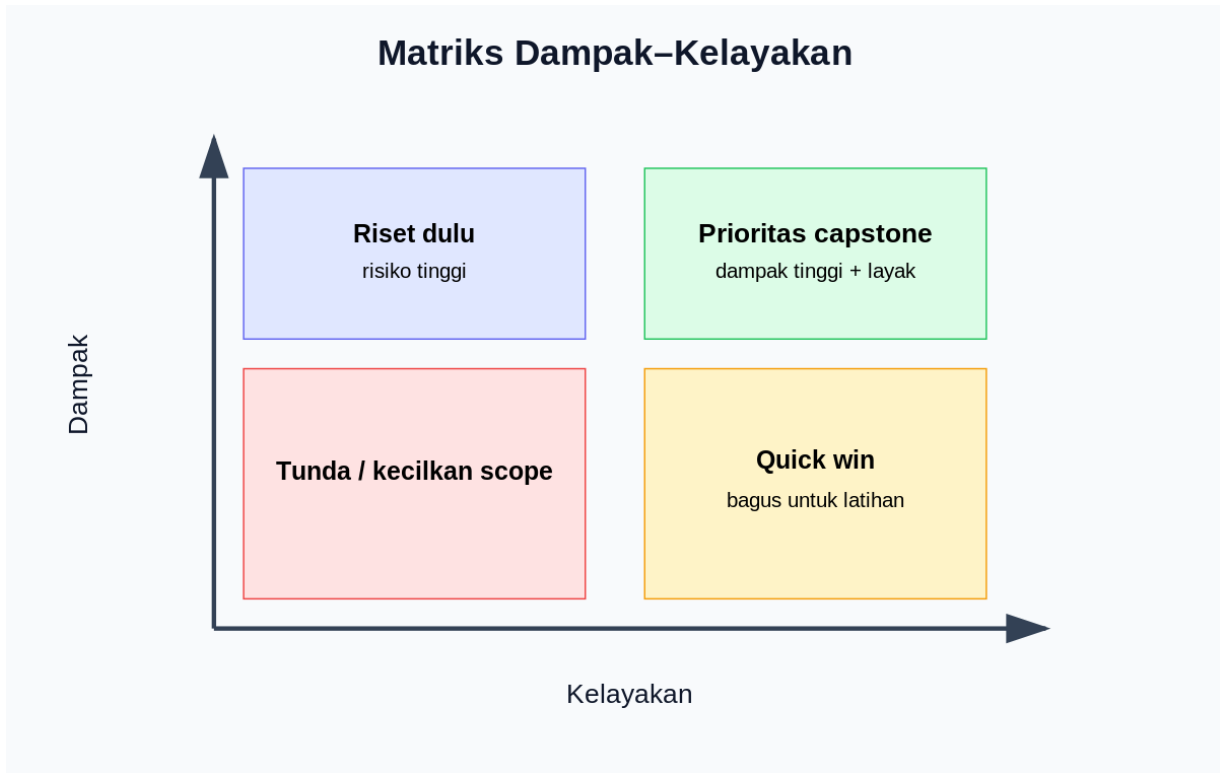 Matriks Dampak–Kelayakan
Riset dulu
risiko tinggi
Prioritas capstone
dampak tinggi + layak
Dampak
Tunda / kecilkan scope
Quick win
bagus untuk latihan
Kelayakan